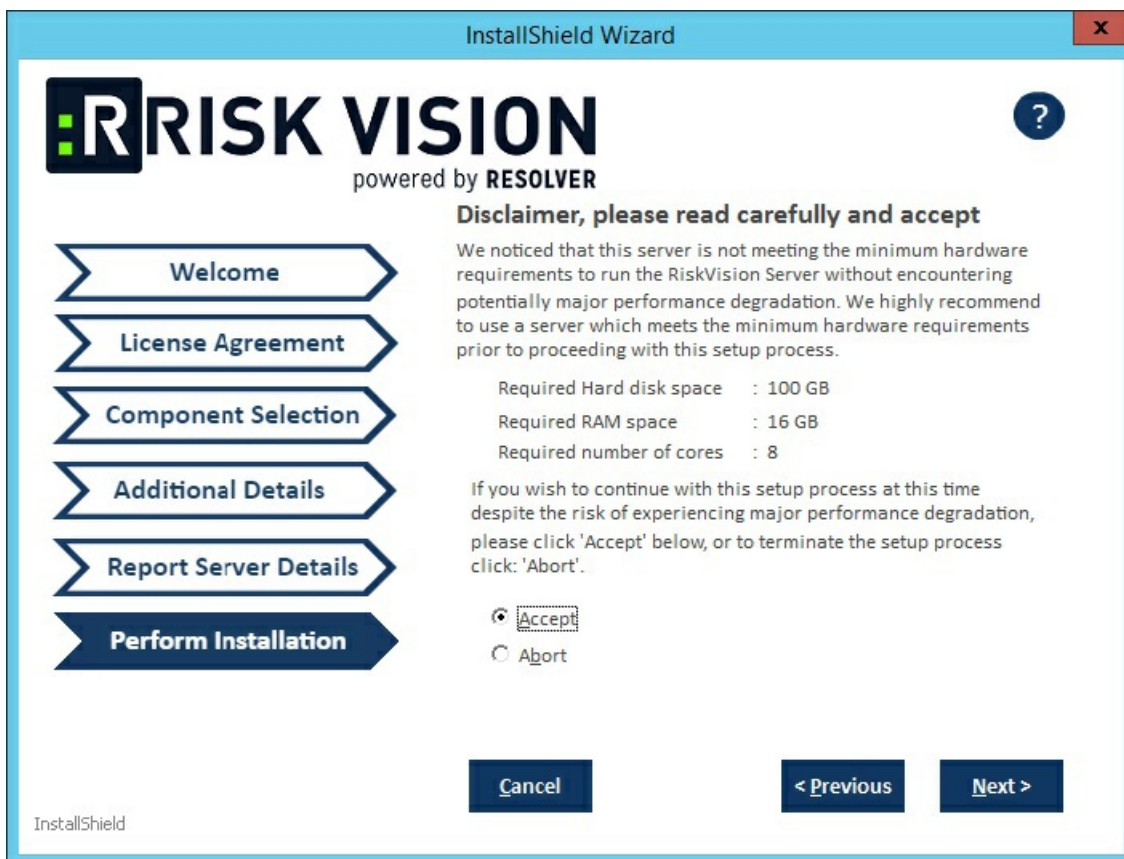 InstallShield Wizard
x
:R RISK VISION
powered by RESOLVER
?
Welcome
License Agreement
Component Selection
Additional Details
Report Server Details
Perform Installation
Disclaimer, please read carefully and accept
We noticed that this server is not meeting the minimum hardware
requirements to run the RiskVision Server without encountering
potentially major performance degradation. We highly recommend
to use a server which meets the minimum hardware requirements
prior to proceeding with this setup process.
Required Hard disk space : 100 GB
Required RAM space : 16 GB
Required number of cores : 8
If you wish to continue with this setup process at this time
despite the risk of experiencing major performance degradation,
please click 'Accept' below, or to terminate the setup process
click: 'Abort'.
Accept
Abort
Cancel
< Previous
Next >
InstallShield